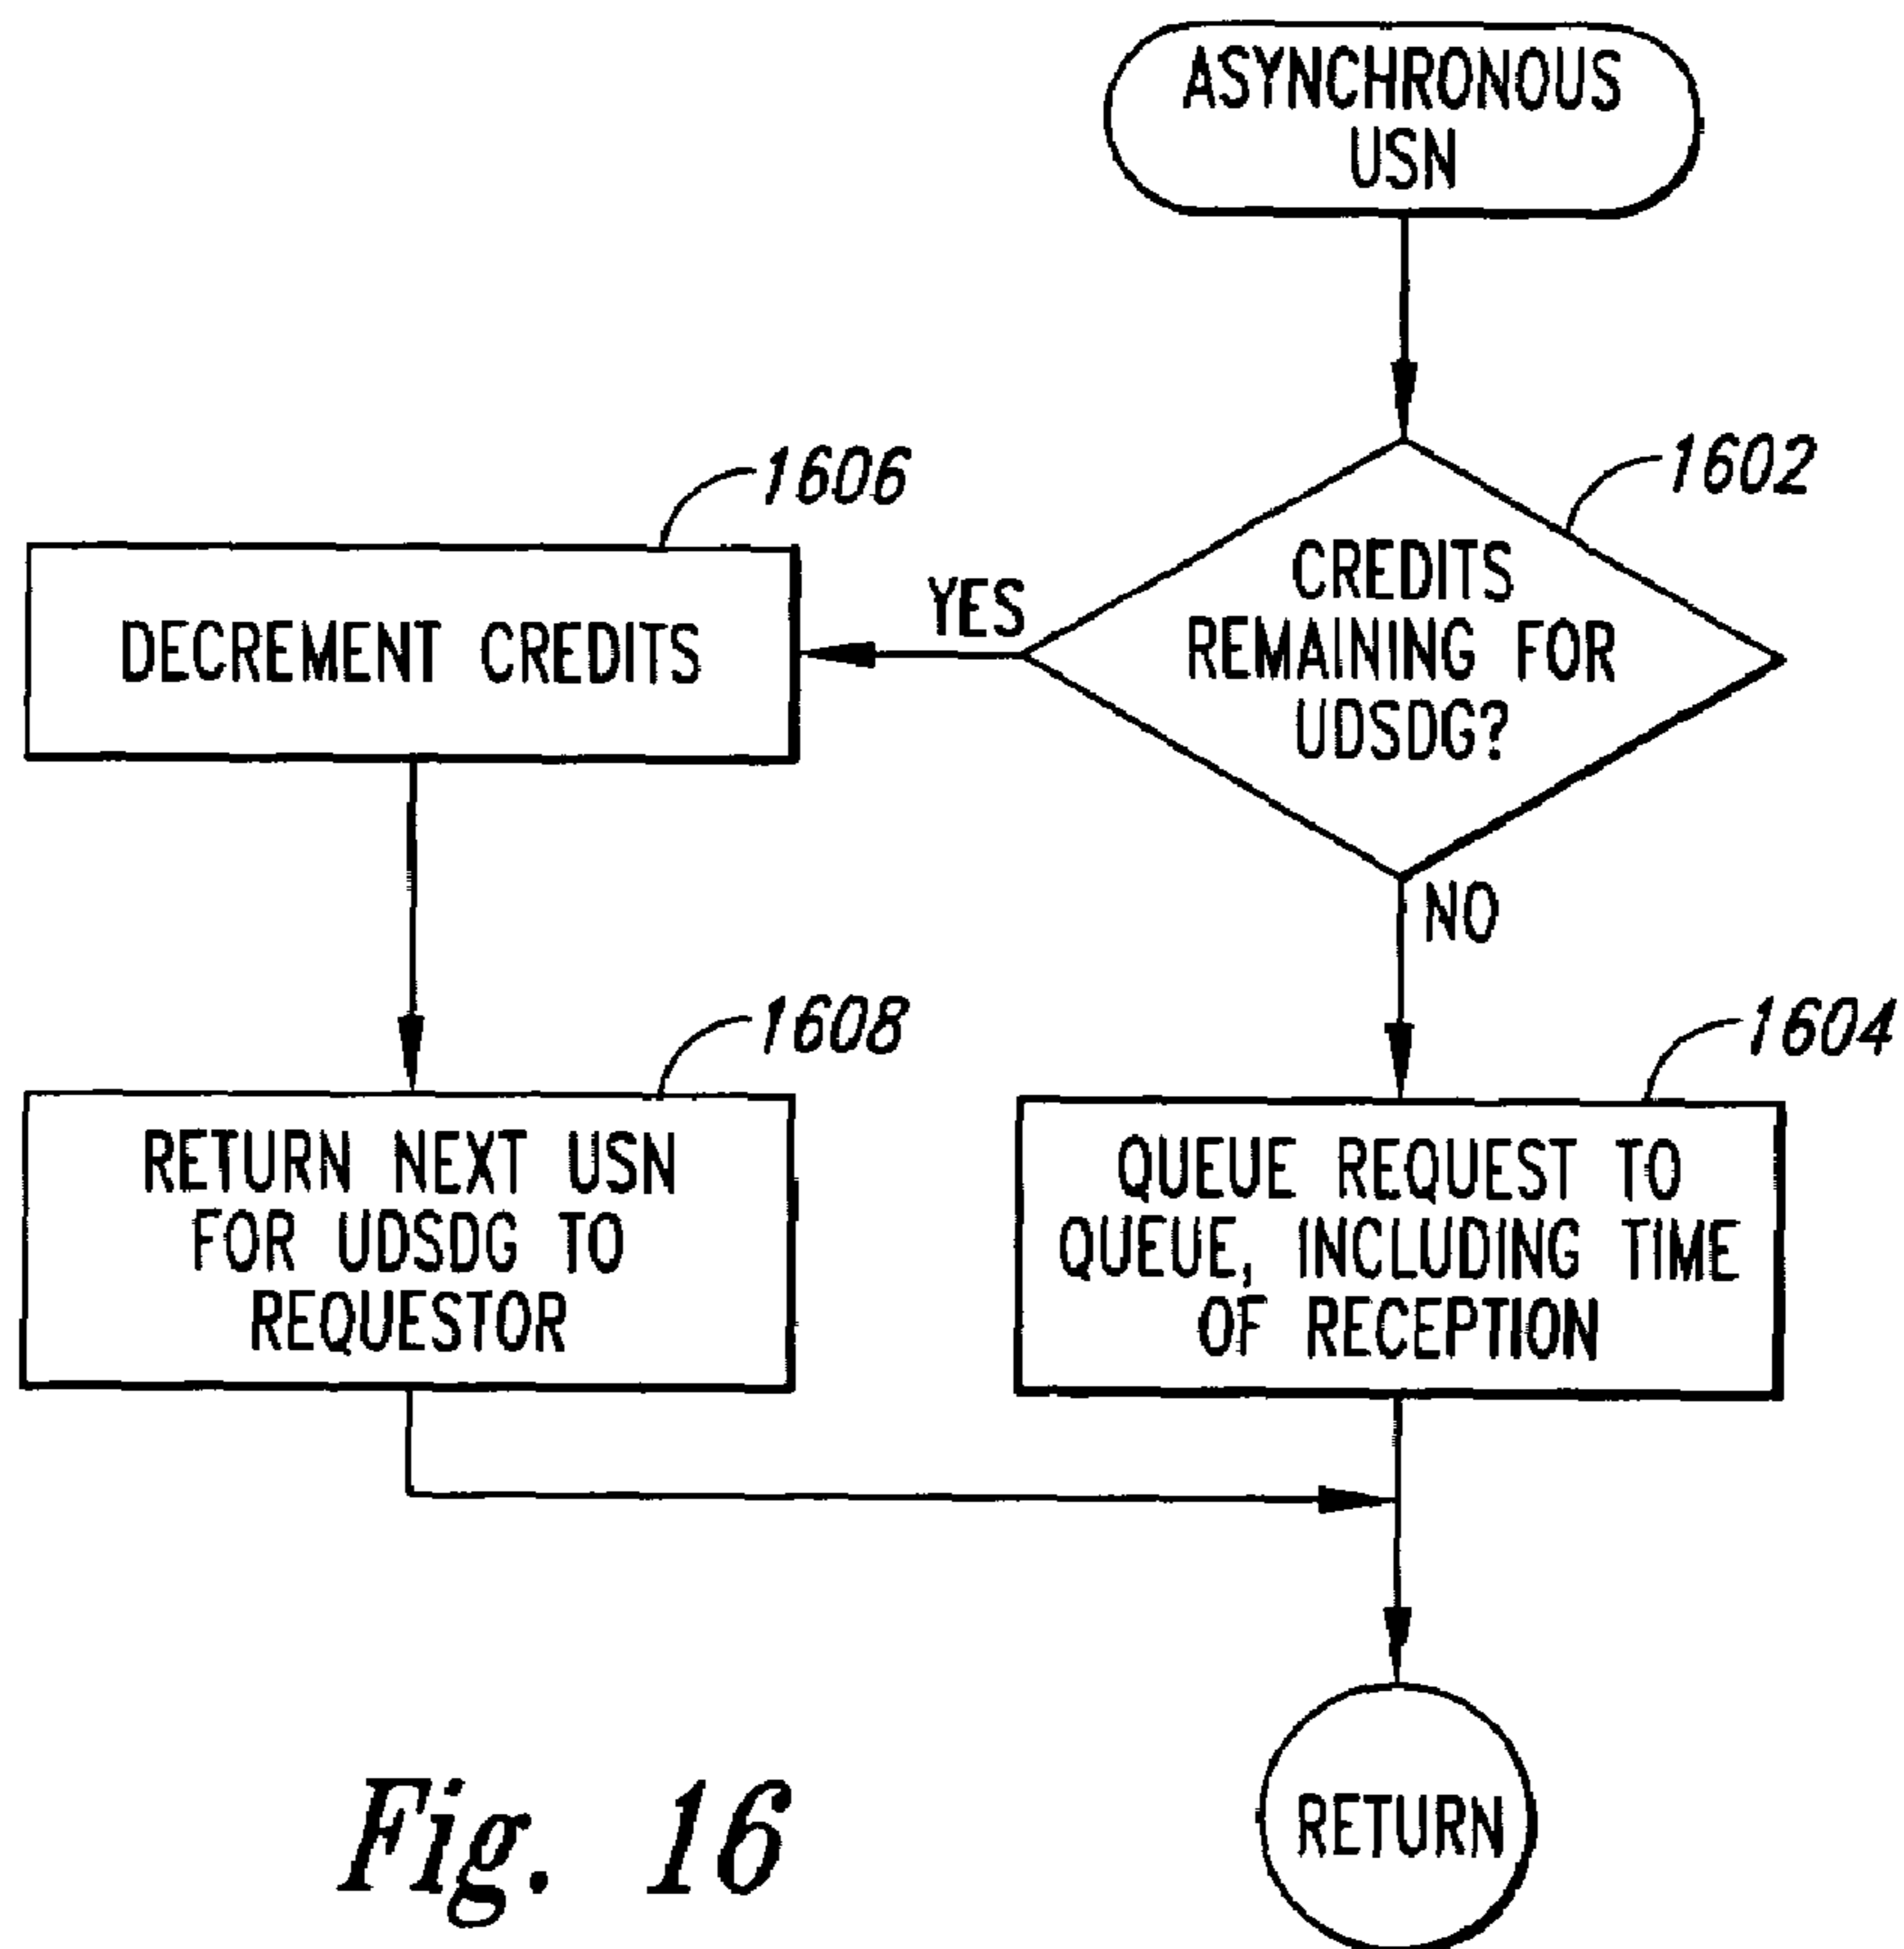 ASYNCHRONOUS
USN
1602
CREDITS
REMAINING FOR
UDSDG?
YES
NO
1606
DECREMENT CREDITS
1608
RETURN NEXT USN
FOR UDSDG TO
REQUESTOR
1604
QUEUE REQUEST TO
QUEUE, INCLUDING TIME
OF RECEPTION
RETURN
Fig. 16